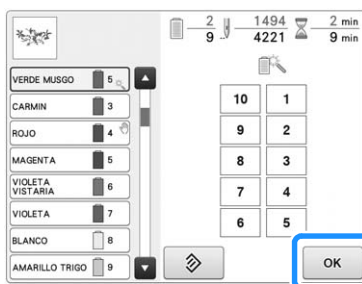 2
9
1494
4221
2 min
9 min
VERDE MUSGO 5
CARMIN 3
ROJO 4
MAGENTA 5
VIOLETA
VISTARIA 6
VIOLETA 7
BLANCO 8
AMARILLO TRIGO 9
10 1
9 2
8 3
7 4
6 5
OK